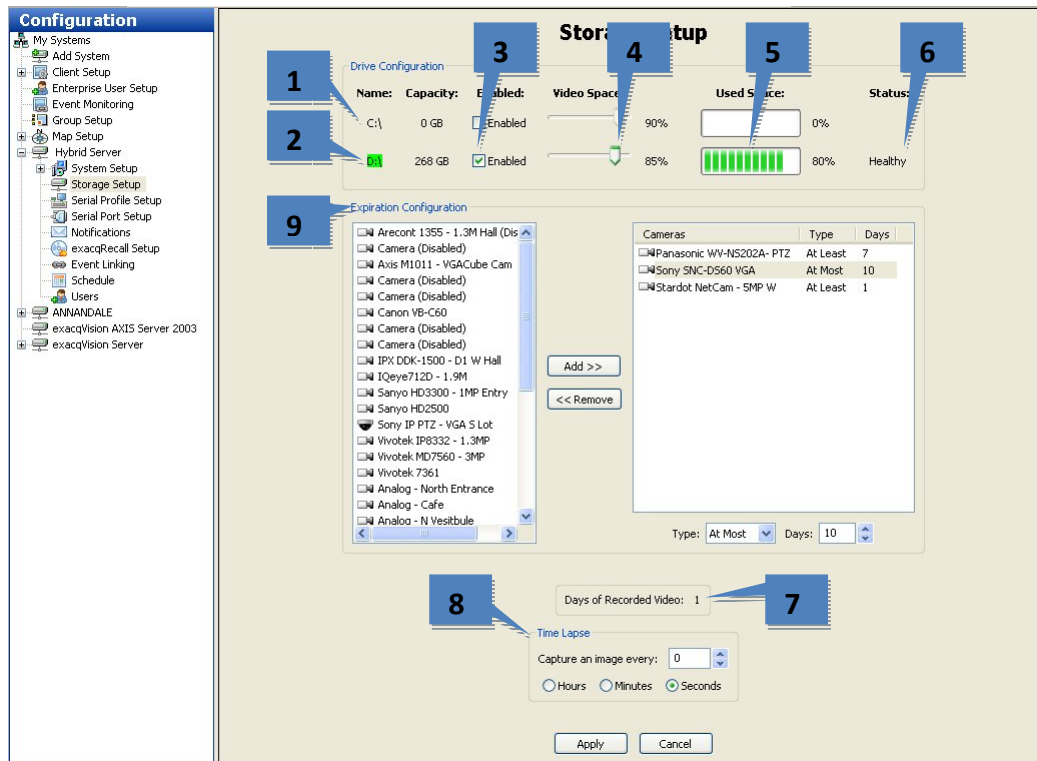 Configuration
My Systems
Add System
Client Setup
Enterprise User Setup
Event Monitoring
Group Setup
Map Setup
Hybrid Server
System Setup
Storage Setup
Serial Profile Setup
Serial Port Setup
Notifications
exacqRecall Setup
Event Linking
Schedule
Users
ANNANDALE
exacqVision AXIS Server 2003
exacqVision Server
3
4
5
6
1
2
Drive Configuration
Name: Capacity: Video Space Status:
C:\ 0 GB Enabled 90% 0%
D:\ 268 GB Enabled 85% 80% Healthy
9
Expiration Configuration
Arecont 1355 - 1.3M Hall (Dis
Camera (Disabled)
Axis M1011 - VGACube Cam
Camera (Disabled)
Camera (Disabled)
Canon VB-C60
Camera (Disabled)
Camera (Disabled)
IPX DDK-1500 - D1 W Hall
IQeye712D - 1.9M
Sanyo HD3300 - 1MP Entry
Sanyo HD2500
Sony IP PTZ - VGA S Lot
Vivotek IP8332 - 1.3MP
Vivotek MD7560 - 3MP
Vivotek 7361
Analog - North Entrance
Analog - Cafe
Analog - N Vesitbule
Add >>
<< Remove
Cameras Type Days
Panasonic WV-NS202A- PTZ At Least 7
Sony SNC-DS60 VGA At Most 10
Stardot NetCam - 5MP W At Least 1
Type: At Most Days: 10
8
7
Days of Recorded Video: 1
Time Lapse
Capture an image every: 0
Hours Minutes Seconds
Apply Cancel